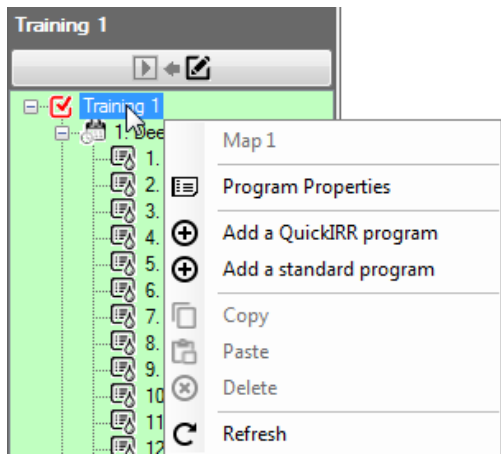 Training 1
Training 1
1. Dee
1.
2.
3.
4.
5.
6.
7.
8.
9.
10
11
12
Map 1
Program Properties
Add a QuickIRR program
Add a standard program
Copy
Paste
Delete
Refresh